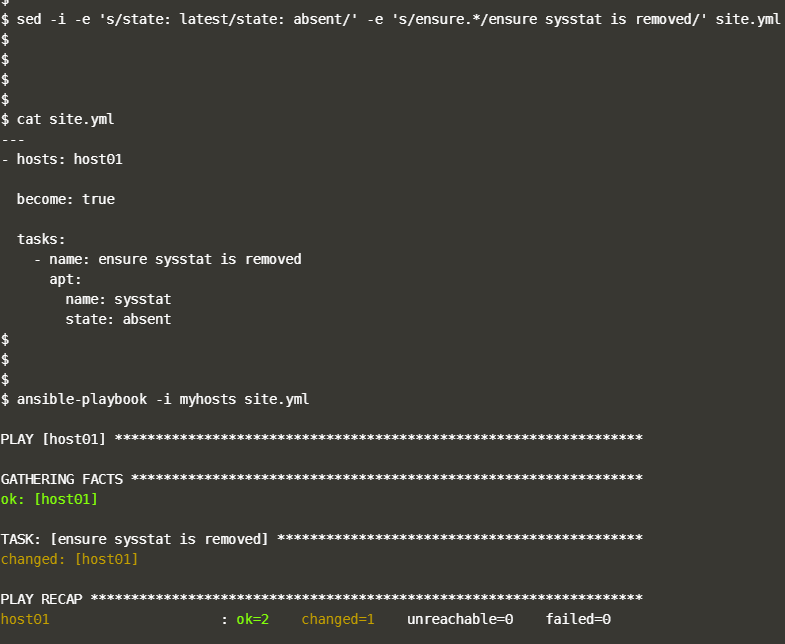 $
$ sed -i -e 's/state: latest/state: absent/' -e 's/ensure.*/ensure sysstat is removed/' site.yml
$
$
$
$
$ cat site.yml
---
- hosts: host01
  become: true
  tasks:
    - name: ensure sysstat is removed
      apt:
        name: sysstat
        state: absent
$
$
$
$ ansible-playbook -i myhosts site.yml
PLAY [host01] *****************************************************************
GATHERING FACTS ***************************************************************
ok: [host01]
TASK: [ensure sysstat is removed] *********************************************
changed: [host01]
PLAY RECAP ********************************************************************
host01                     : ok=2    changed=1    unreachable=0    failed=0